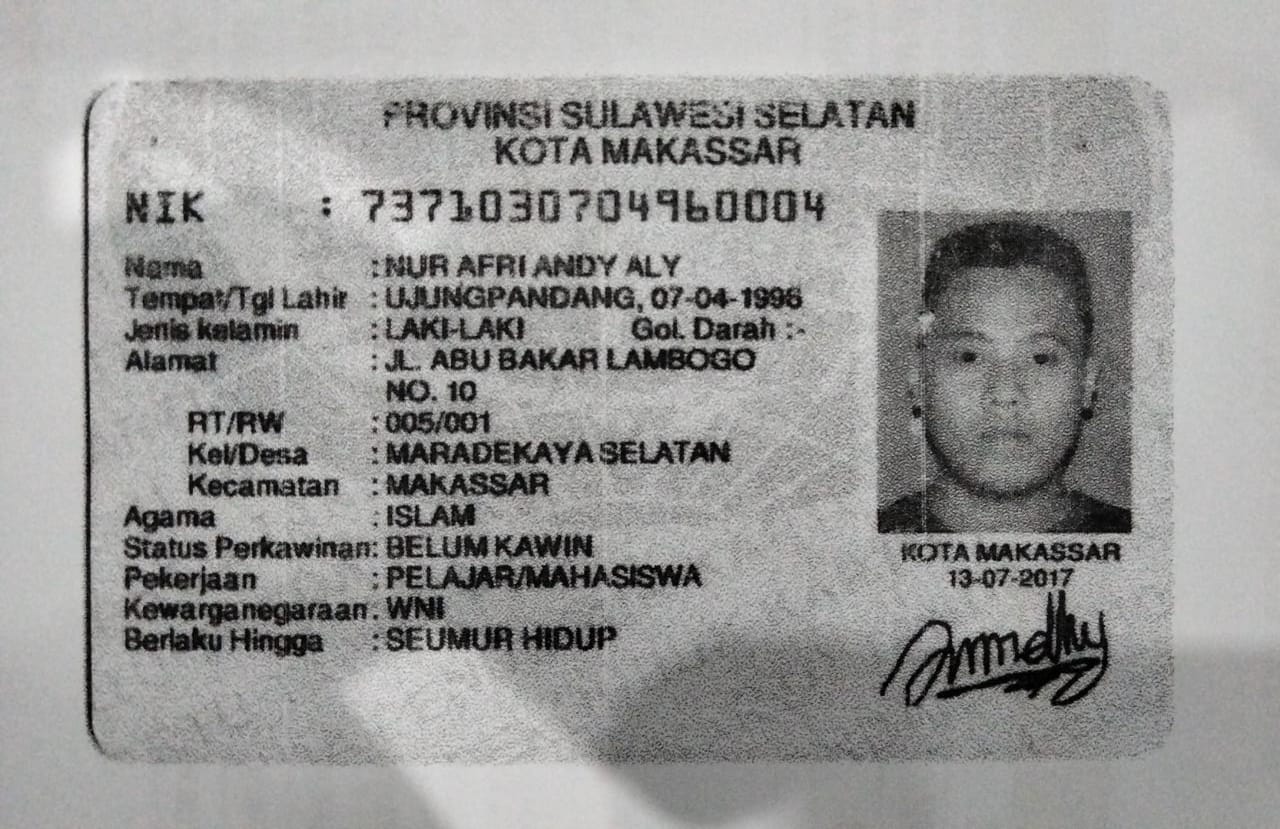 PROVINSI SULAWESI SELATAN
KOTA MAKASSAR
NIK : 7371030704960004
Nama : NUR AFRI ANDY ALY
Tempat/Tgl Lahir : UJUNGPANDANG, 07-04-1996
Jenis kelamin : LAKI-LAKI Gol. Darah :-
Alamat : JL. ABU BAKAR LAMBOGO
NO. 10
RT/RW : 005/001
Kel/Desa : MARADEKAYA SELATAN
Kecamatan : MAKASSAR
Agama : ISLAM
Status Perkawinan: BELUM KAWIN
Pekerjaan : PELAJAR/MAHASISWA
Kewarganegaraan: WNI
Berlaku Hingga : SEUMUR HIDUP
KOTA MAKASSAR
13-07-2017